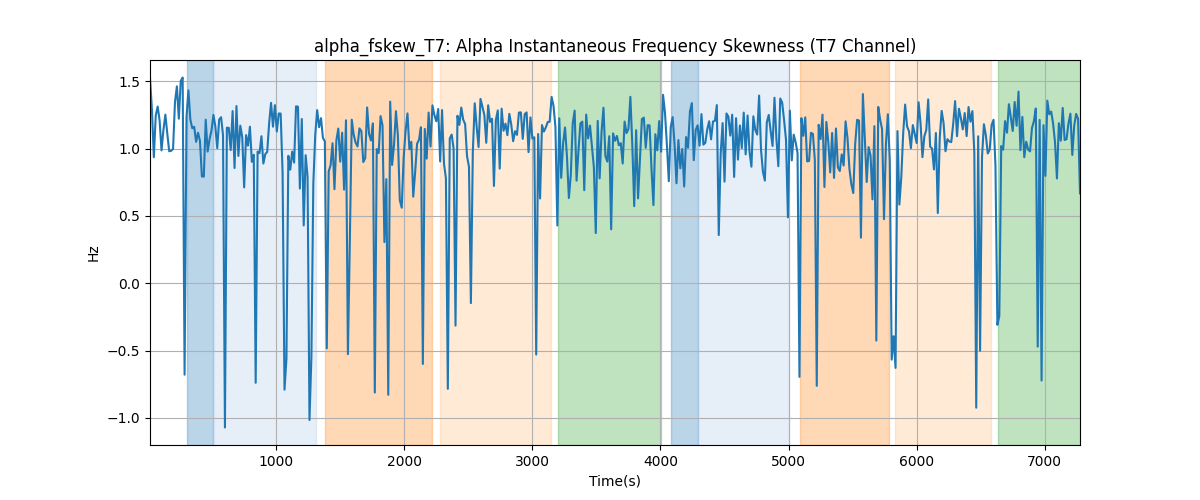 alpha_fskew_T7: Alpha Instantaneous Frequency Skewness (T7 Channel)
1.5
1.0
0.5
0.0
−0.5
−1.0
Hz
1000 2000 3000 4000 5000 6000 7000
Time(s)